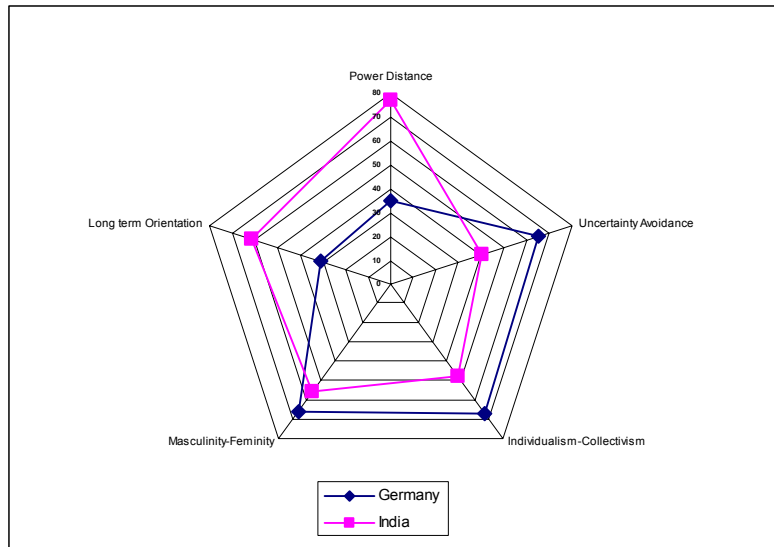 Power Distance
80
70
60
50
40
30
20
10
0
Long term Orientation
Uncertainty Avoidance
Masculinity-Feminity
Individualism-Collectivism
Germany
India